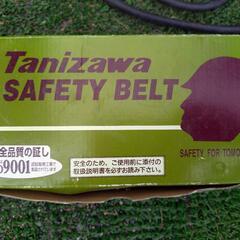 Tanizawa
SAFETY BELT
SAFETY FOR TOMO
全品質の証し
S9001
安全のため、ご使用前に添付の
取扱説明書を必ずお読み下さい。